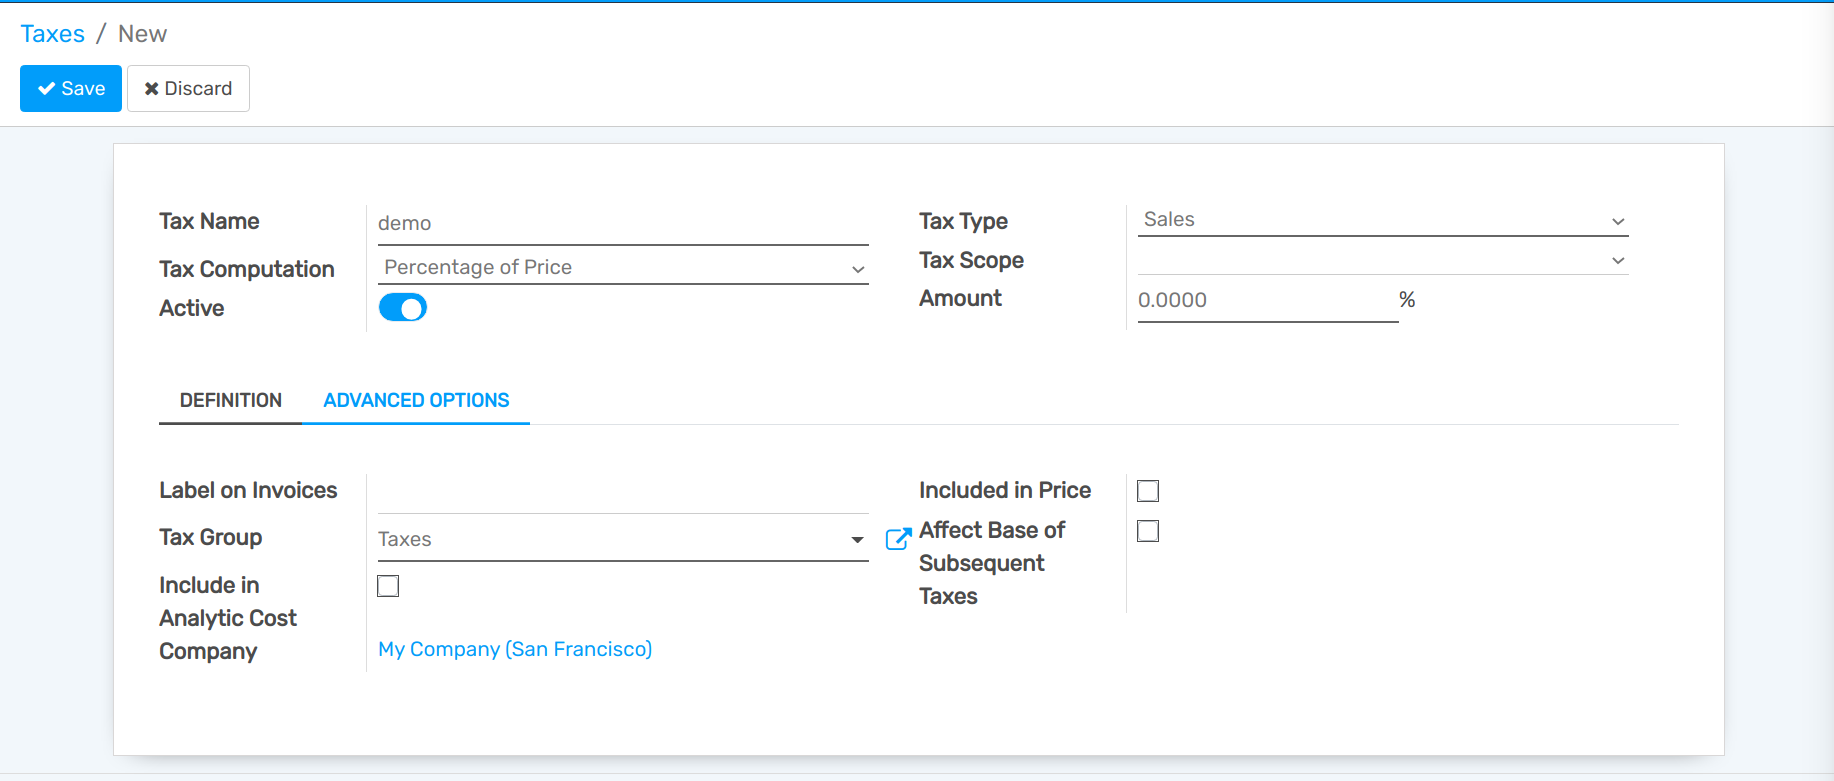 Taxes / New
Save Discard
Tax Name demo
Tax Computation Percentage of Price
Active
Tax Type Sales
Tax Scope
Amount 0.0000 %
DEFINITION ADVANCED OPTIONS
Label on Invoices
Tax Group Taxes
Include in
Analytic Cost
Company My Company (San Francisco)
Included in Price
Affect Base of
Subsequent
Taxes